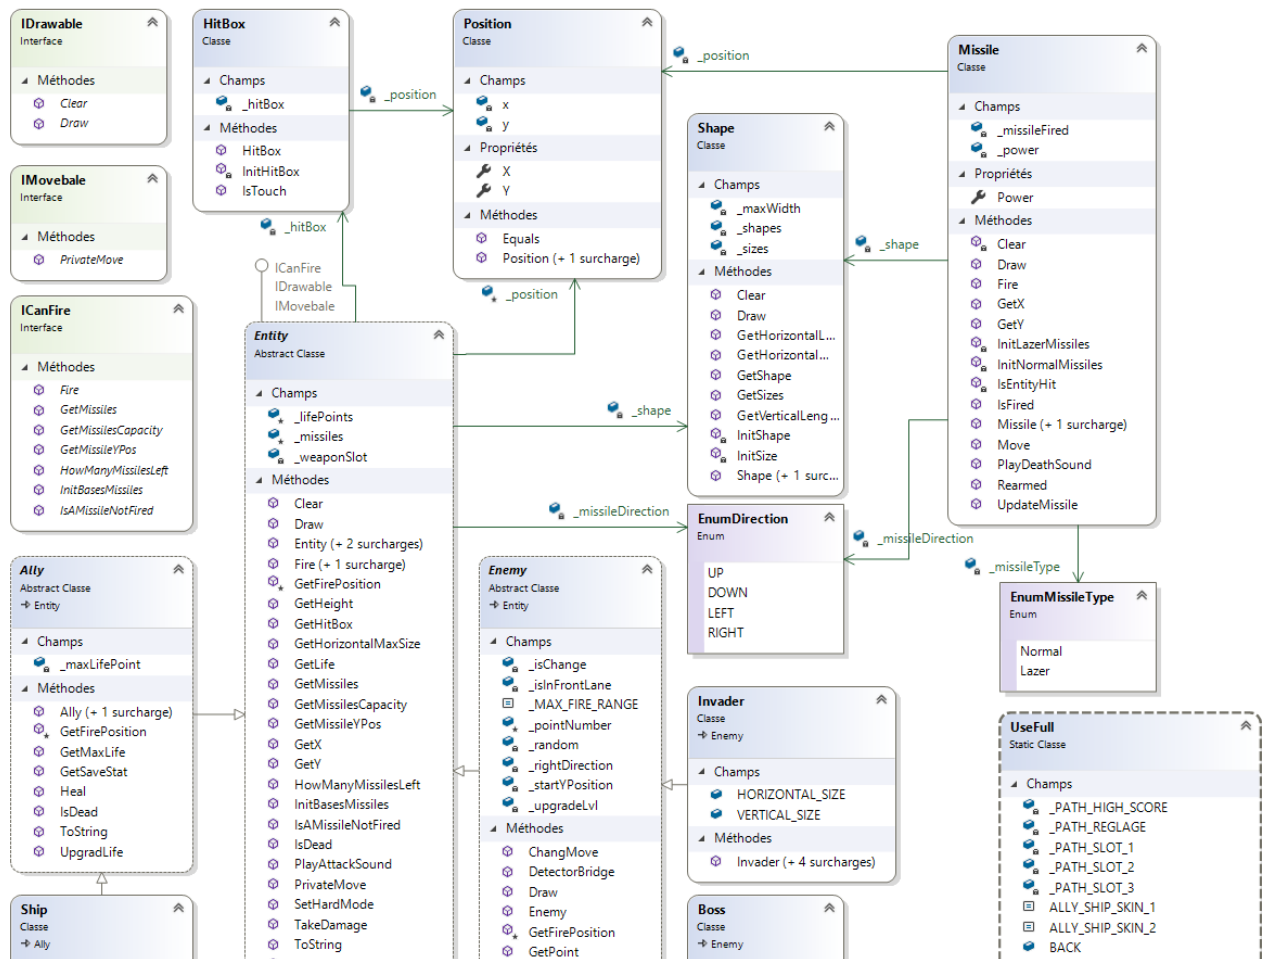 IDrawable
Interface
Méthodes
Clear
Draw
IMovebale
Interface
Méthodes
PrivateMove
ICanFire
Interface
Méthodes
Fire
GetMissiles
GetMissilesCapacity
GetMissileYPos
HowManyMissilesLeft
InitBasesMissiles
IsAMissileNotFired
Ally
Abstract Classe
Entity
Champs
_maxLifePoint
Méthodes
Ally (+ 1 surcharge)
GetFirePosition
GetMaxLife
GetSaveStat
Heal
IsDead
ToString
UpgradLife
Ship
Classe
Ally
HitBox
Classe
Champs
_hitBox
Méthodes
HitBox
InitHitBox
IsTouch
_position
_hitBox
ICanFire
IDrawable
IMovebale
Entity
Abstract Classe
Champs
_lifePoints
_missiles
_weaponSlot
Méthodes
Clear
Draw
Entity (+ 2 surcharges)
Fire (+ 1 surcharge)
GetFirePosition
GetHeight
GetHitBox
GetHorizontalMaxSize
GetLife
GetMissiles
GetMissilesCapacity
GetMissileYPos
GetX
GetY
HowManyMissilesLeft
InitBasesMissiles
IsAMissileNotFired
IsDead
PlayAttackSound
PrivateMove
SetHardMode
TakeDamage
ToString
Position
Classe
Champs
x
y
Propriétés
X
Y
Méthodes
Equals
Position (+ 1 surcharge)
_position
_position
_shape
_missileDirection
Enemy
Abstract Classe
Entity
Champs
_isChange
_isInFrontLane
_MAX_FIRE_RANGE
_pointNumber
_random
_rightDirection
_startYPosition
_upgradeLvl
Méthodes
ChangMove
DetectorBridge
Draw
Enemy
GetFirePosition
GetPoint
Shape
Classe
Champs
_maxWidth
_shapes
_sizes
Méthodes
Clear
Draw
GetHorizontalL...
GetHorizontal...
GetShape
GetSizes
GetVerticalLeng...
InitShape
InitSize
Shape (+ 1 surc...
_shape
EnumDirection
Enum
UP
DOWN
LEFT
RIGHT
_missileDirection
Invader
Classe
Enemy
Champs
HORIZONTAL_SIZE
VERTICAL_SIZE
Méthodes
Invader (+ 4 surcharges)
Boss
Classe
Enemy
Missile
Classe
Champs
_missileFired
_power
Propriétés
Power
Méthodes
Clear
Draw
Fire
GetX
GetY
InitLazerMissiles
InitNormalMissiles
IsEntityHit
IsFired
Missile (+ 1 surcharge)
Move
PlayDeathSound
Rearmed
UpdateMissile
_missileType
EnumMissileType
Enum
Normal
Lazer
UseFull
Static Classe
Champs
_PATH_HIGH_SCORE
_PATH_REGLAGE
_PATH_SLOT_1
_PATH_SLOT_2
_PATH_SLOT_3
ALLY_SHIP_SKIN_1
ALLY_SHIP_SKIN_2
BACK